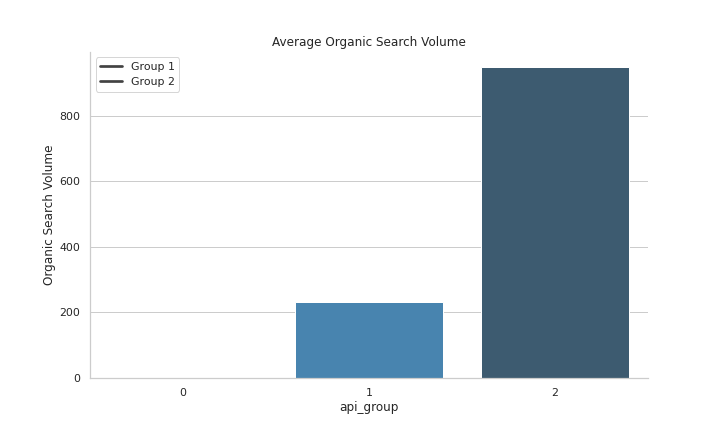 Average Organic Search Volume
Group 1
Group 2
Organic Search Volume
800
600
400
200
0
0 1 2
api_group